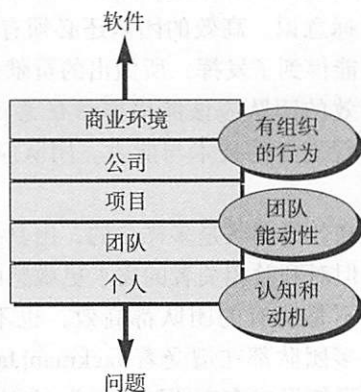 软件
商业环境
公司
项目
团队
个人
有组织
的行为
团队
能动性
认知和
动机
问题